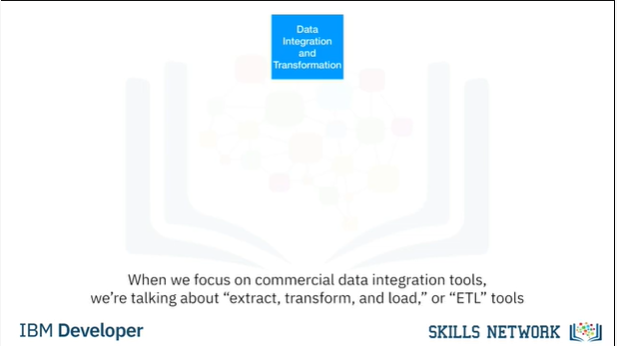 Data
Integration
and
Transformation
When we focus on commercial data integration tools,
we're talking about “extract, transform, and load,” or “ETL” tools
IBM Developer
SKILLS NETWORK